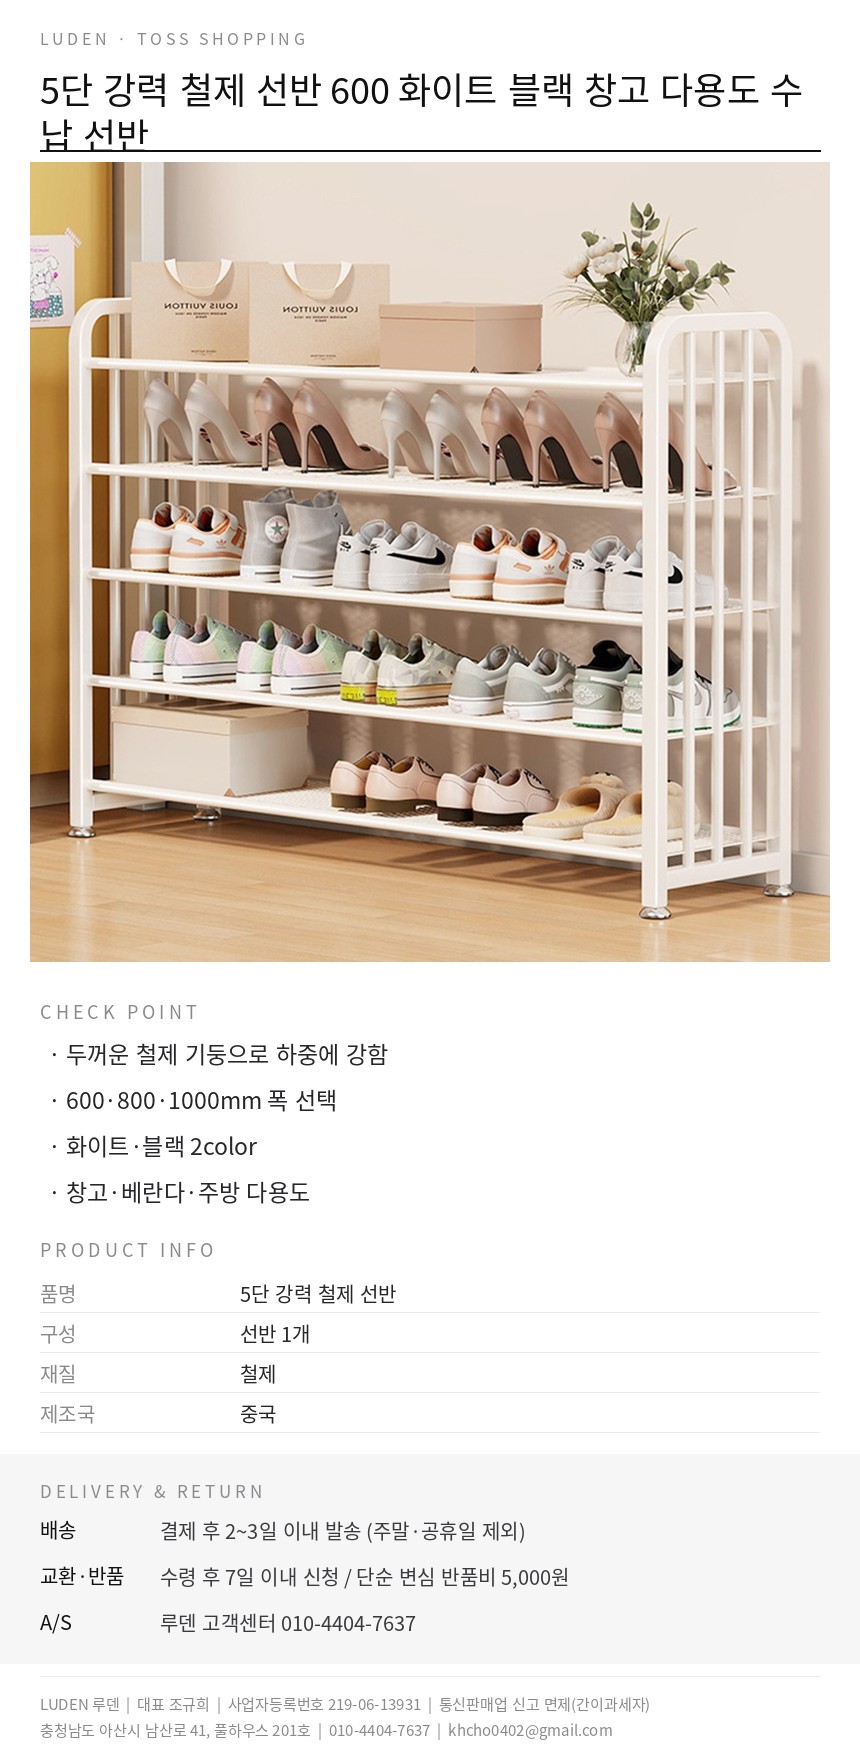 LUDEN · TOSS SHOPPING
5단 강력 철제 선반 600 화이트 블랙 창고 다용도 수
납 선반
LOUIS VUITTON
LOUIS VUITTON
CHECK POINT
· 두꺼운 철제 기둥으로 하중에 강함
· 600·800·1000mm 폭 선택
· 화이트·블랙 2color
· 창고·베란다·주방 다용도
PRODUCT INFO
품명 5단 강력 철제 선반
구성 선반 1개
재질 철제
제조국 중국
DELIVERY & RETURN
배송 결제 후 2~3일 이내 발송 (주말·공휴일 제외)
교환·반품 수령 후 7일 이내 신청 / 단순 변심 반품비 5,000원
A/S 루덴 고객센터 010-4404-7637
LUDEN 루덴 | 대표 조규희 | 사업자등록번호 219-06-13931 | 통신판매업 신고 면제(간이과세자)
충청남도 아산시 남산로 41, 풀하우스 201호 | 010-4404-7637 | khcho0402@gmail.com